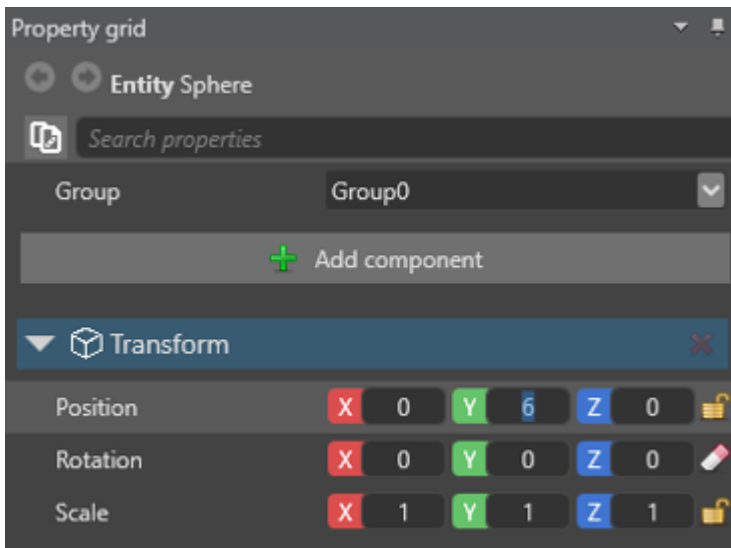 Property grid
Entity Sphere
Search properties
Group Group0
Add component
Transform
Position X 0 Y 6 Z 0
Rotation X 0 Y 0 Z 0
Scale X 1 Y 1 Z 1